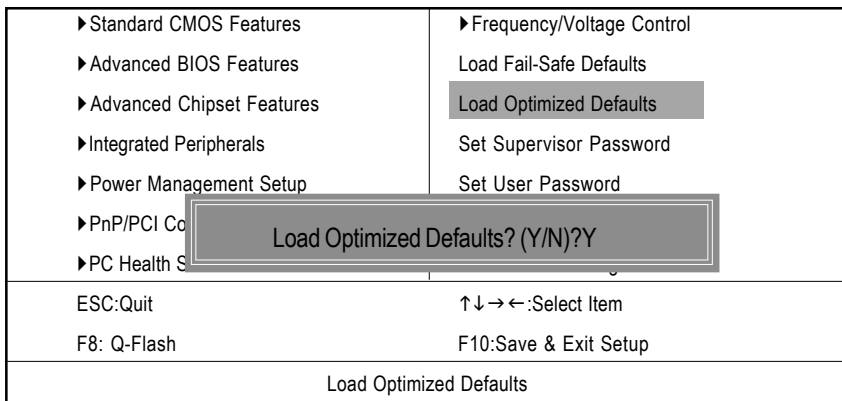 ▶Standard CMOS Features
▶Advanced BIOS Features
▶Advanced Chipset Features
▶Integrated Peripherals
▶Power Management Setup
▶PnP/PCI
▶PC Health
▶Frequency/Voltage Control
Load Fail-Safe Defaults
Load Optimized Defaults
Set Supervisor Password
Set User Password
Load Optimized Defaults? (Y/N)?Y
ESC:Quit
↑↓→←:Select Item
F8: Q-Flash
F10:Save & Exit Setup
Load Optimized Defaults